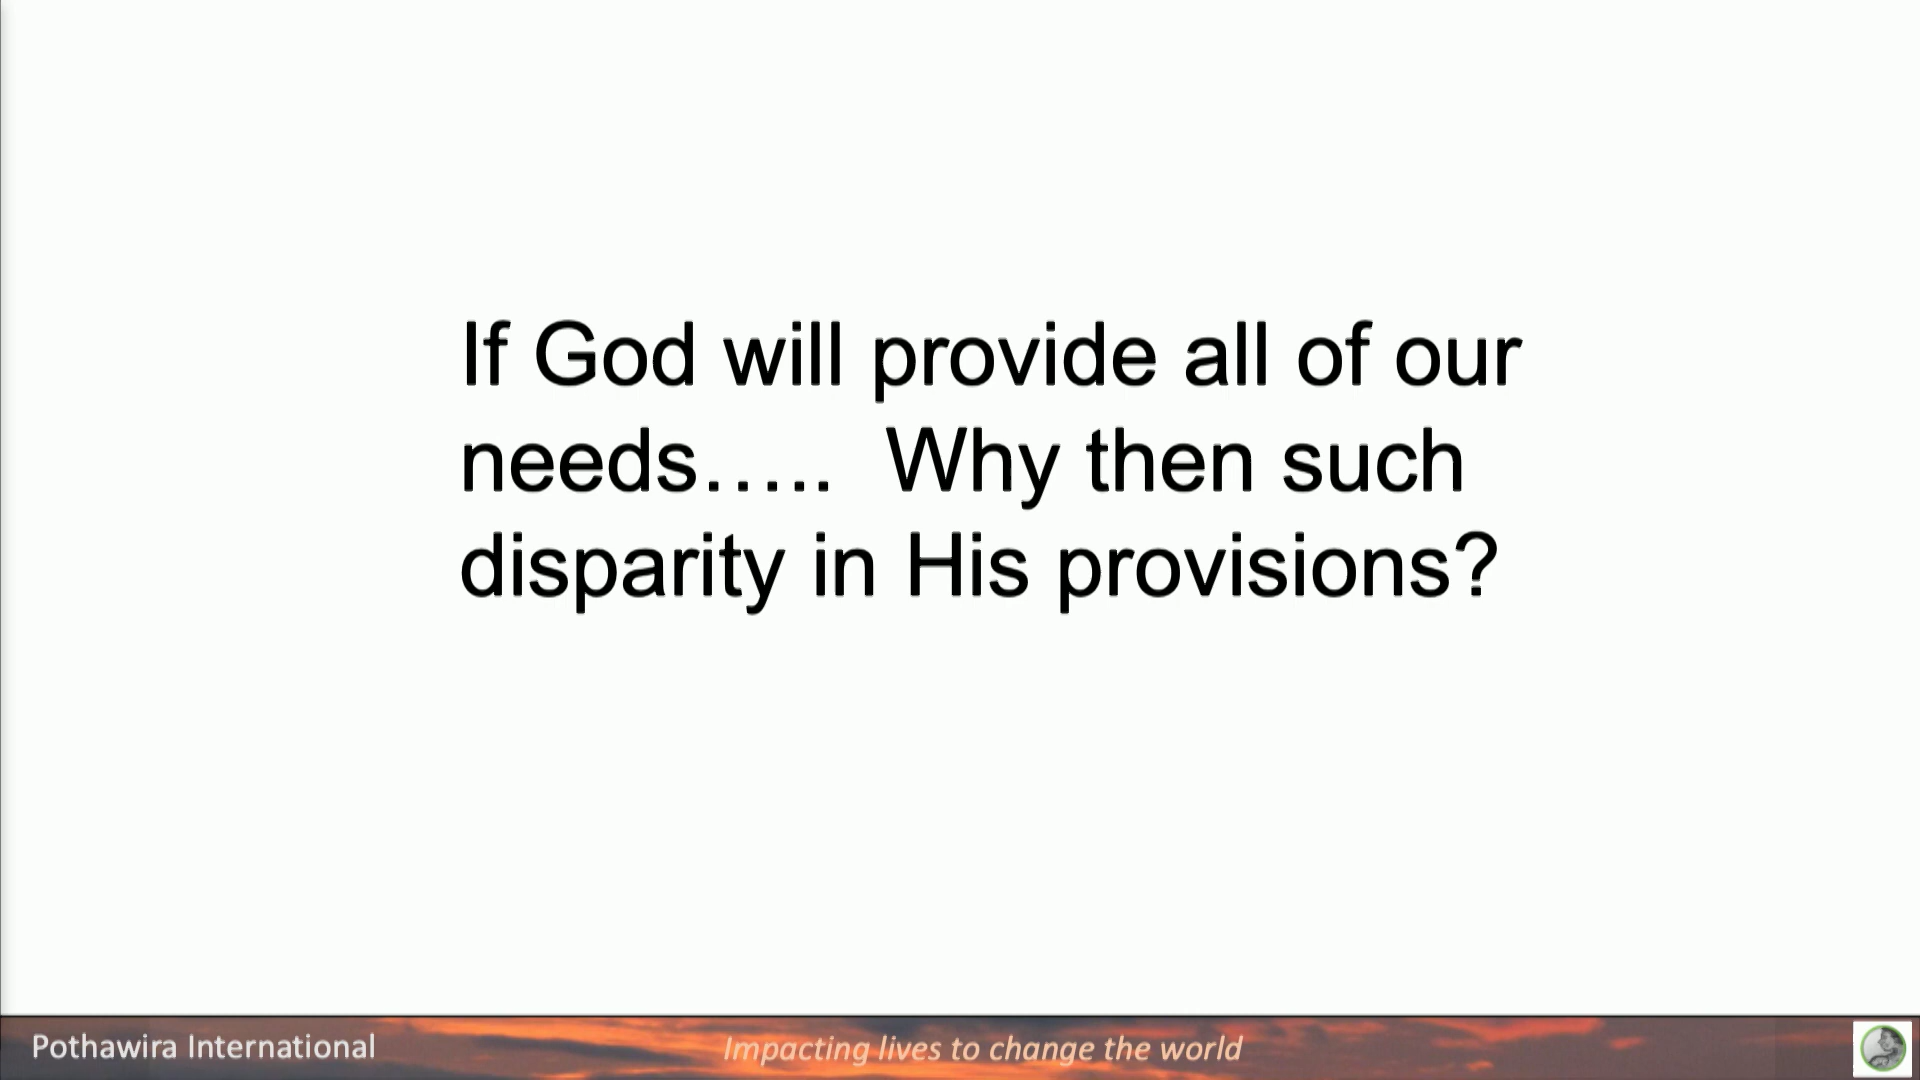 If God will provide all of our
needs….. Why then such
disparity in His provisions?
Pothawira International
Impacting lives to change the world